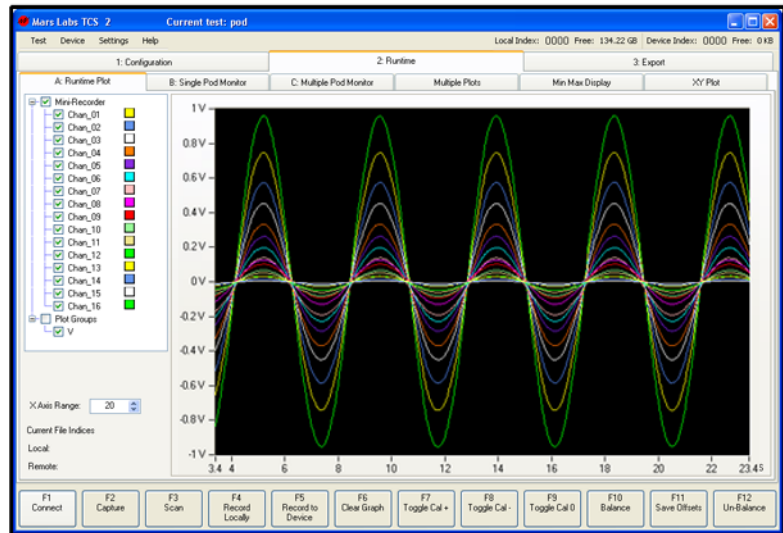 Mars Labs TCS 2 Current test: pod
Test Device Settings Help Local Index: 0000 Free: 134.22 GB Device Index: 0000 Free: 0 KB
1: Configuration 2: Runtime 3: Export
A: Runtime Plot B: Single Pod Monitor C: Multiple Pod Monitor Multiple Plots Min Max Display XY Plot
Mini-Recorder
Chan_01
Chan_02
Chan_03
Chan_04
Chan_05
Chan_06
Chan_07
Chan_08
Chan_09
Chan_10
Chan_11
Chan_12
Chan_13
Chan_14
Chan_15
Chan_16
Plot Groups
V
X Axis Range: 20
Current File Indices
Local:
Remote:
1 V
0.8 V
0.6 V
0.4 V
0.2 V
0 V
-0.2 V
-0.4 V
-0.6 V
-0.8 V
-1 V
3.4 4 6 8 10 12 14 16 18 20 22 23.4 s
F1 F2 F3 F4 F5 F6 F7 F8 F9 F10 F11 F12
Connect Capture Scan Record Locally Record to Device Clear Graph Toggle Cal + Toggle Cal - Toggle Cal 0 Balance Save Offsets Un-Balance